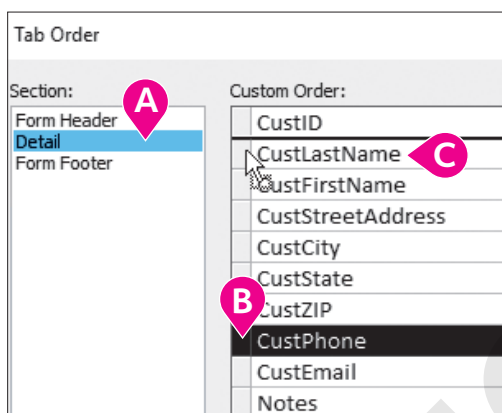 Tab Order
Section:
Form Header
Detail
Form Footer
A
Custom Order:
CustID
CustLastName
C
CustFirstName
CustStreetAddress
CustCity
CustState
CustZIP
B
CustPhone
CustEmail
Notes